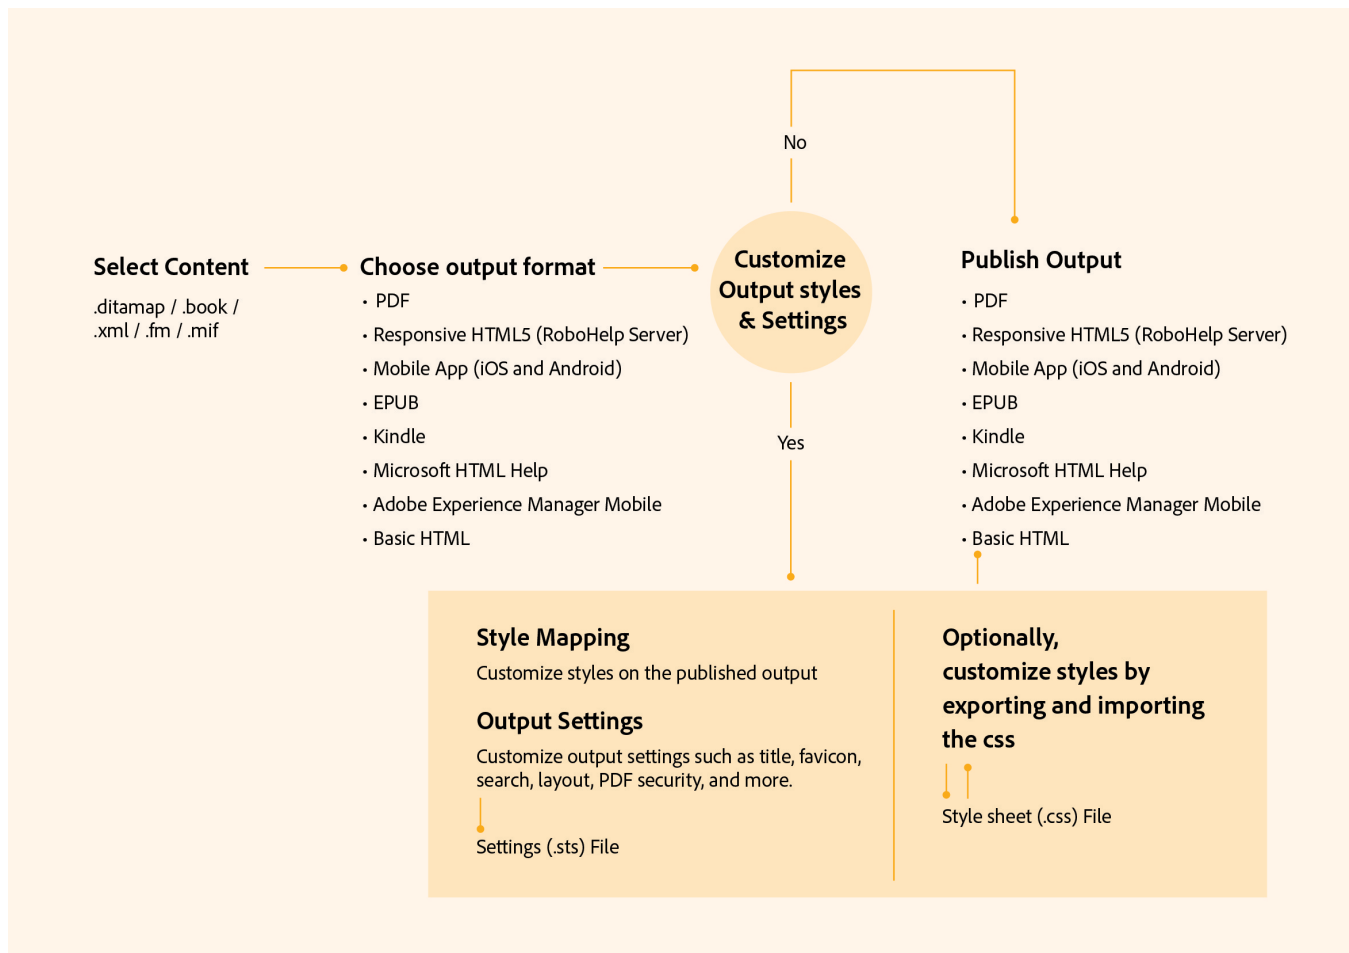 No
Select Content
.ditamap / .book /
.xml / .fm / .mif
Choose output format
• PDF
• Responsive HTML5 (RoboHelp Server)
• Mobile App (iOS and Android)
• EPUB
• Kindle
• Microsoft HTML Help
• Adobe Experience Manager Mobile
• Basic HTML
Customize
Output styles
& Settings
Yes
Publish Output
• PDF
• Responsive HTML5 (RoboHelp Server)
• Mobile App (iOS and Android)
• EPUB
• Kindle
• Microsoft HTML Help
• Adobe Experience Manager Mobile
• Basic HTML
Style Mapping
Customize styles on the published output
Output Settings
Customize output settings such as title, favicon,
search, layout, PDF security, and more.
Settings (.sts) File
Optionally,
customize styles by
exporting and importing
the css
Style sheet (.css) File